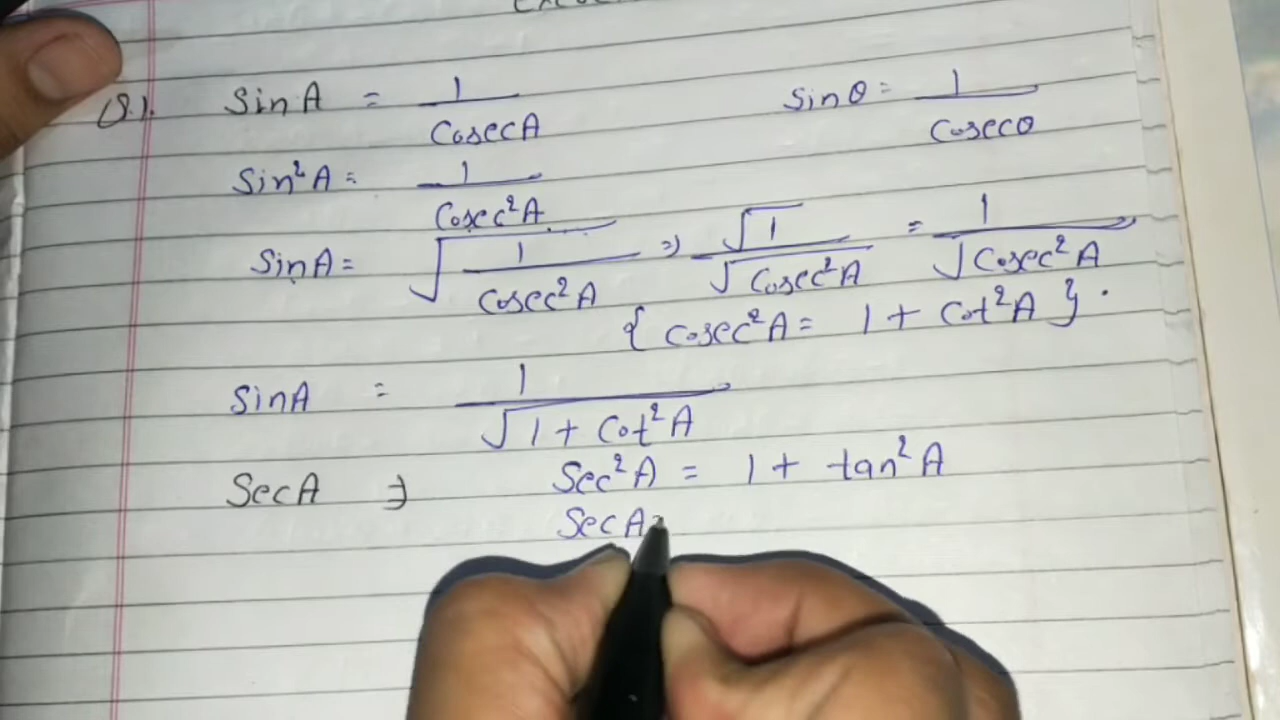 (Q.1). SinA = 1/CosecA Sinθ = 1/Cosecθ
Sin²A = 1/Cosec²A
SinA = √(1/Cosec²A) ⇒ √1/√Cosec²A = 1/√Cosec²A
{ Cosec²A = 1 + Cot²A } .
SinA = 1/√1 + Cot²A
SecA ⇒ Sec²A = 1 + tan²A
SecA =